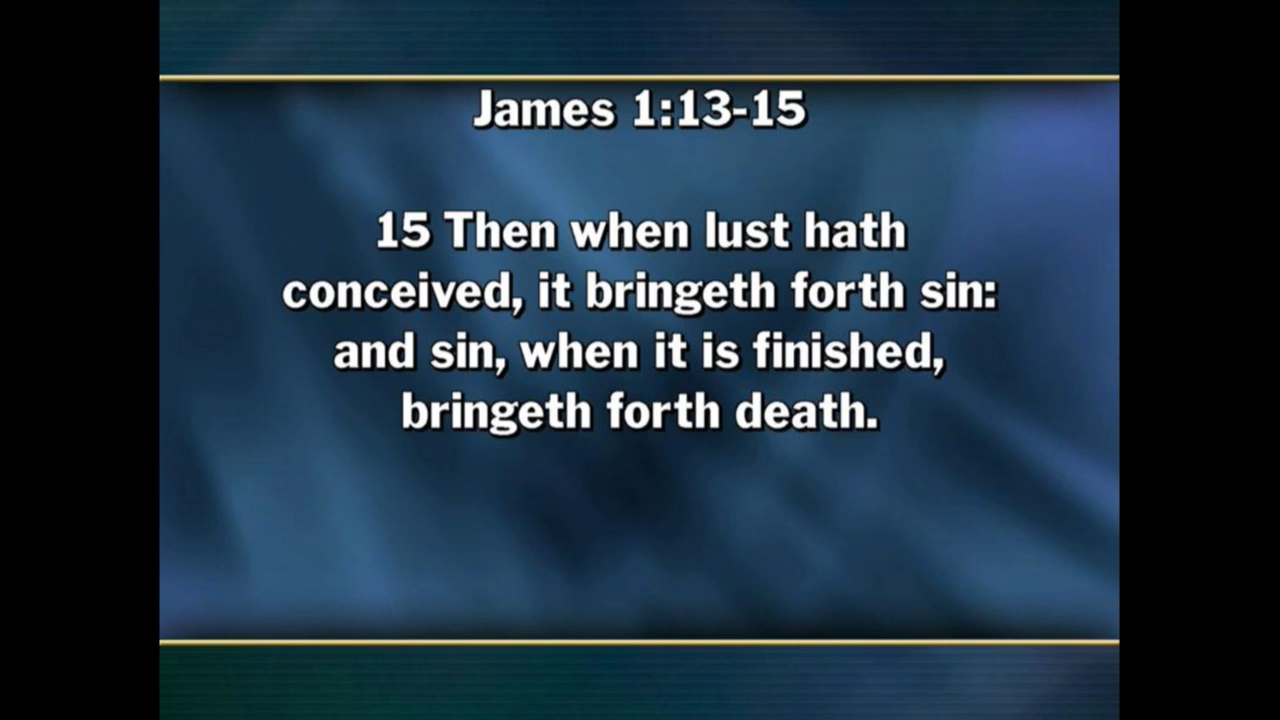 James 1:13-15
15 Then when lust hath
conceived, it bringeth forth sin:
and sin, when it is finished,
bringeth forth death.